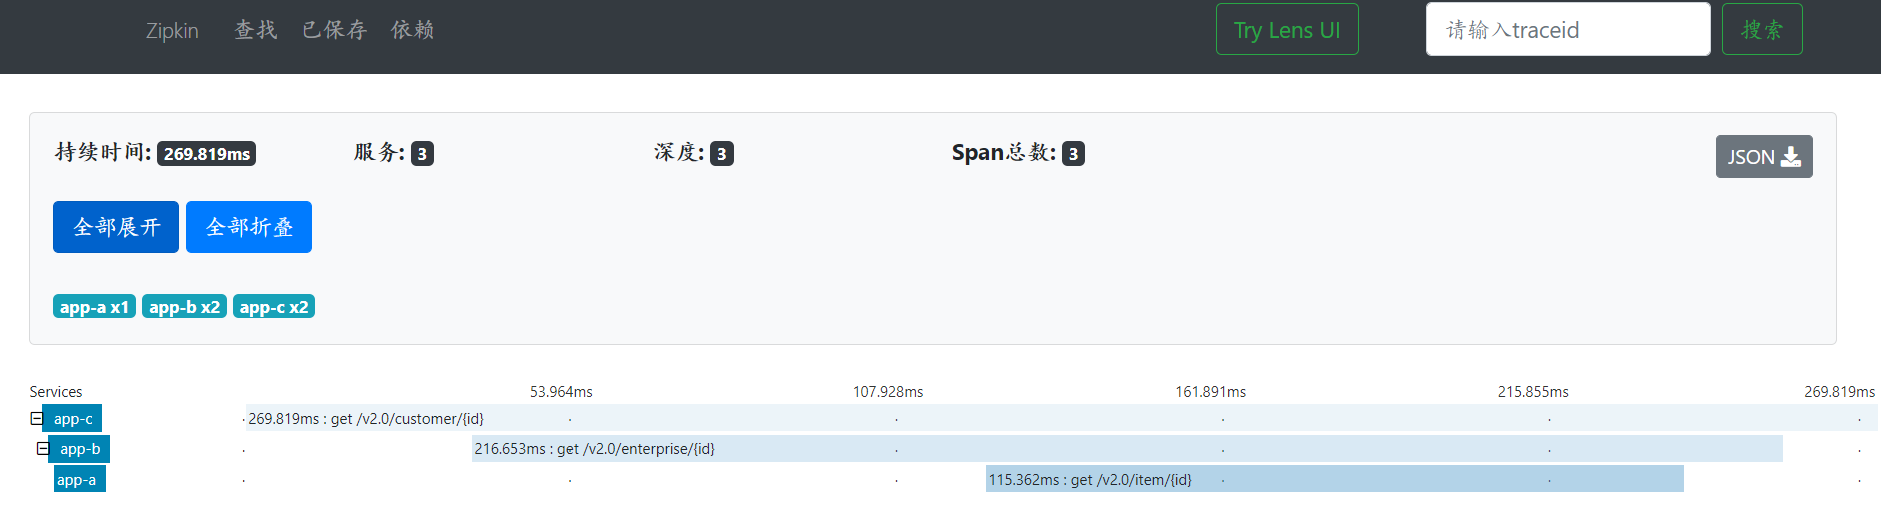 Zipkin 查找 已保存 依赖 Try Lens UI 请输入traceid 搜索
持续时间: 269.819ms 服务: 3 深度: 3 Span总数: 3 JSON
全部展开 全部折叠
app-a x1 app-b x2 app-c x2
Services 53.964ms 107.928ms 161.891ms 215.855ms 269.819ms
app-c 269.819ms : get /v2.0/customer/{id}
app-b 216.653ms : get /v2.0/enterprise/{id}
app-a 115.362ms : get /v2.0/item/{id}